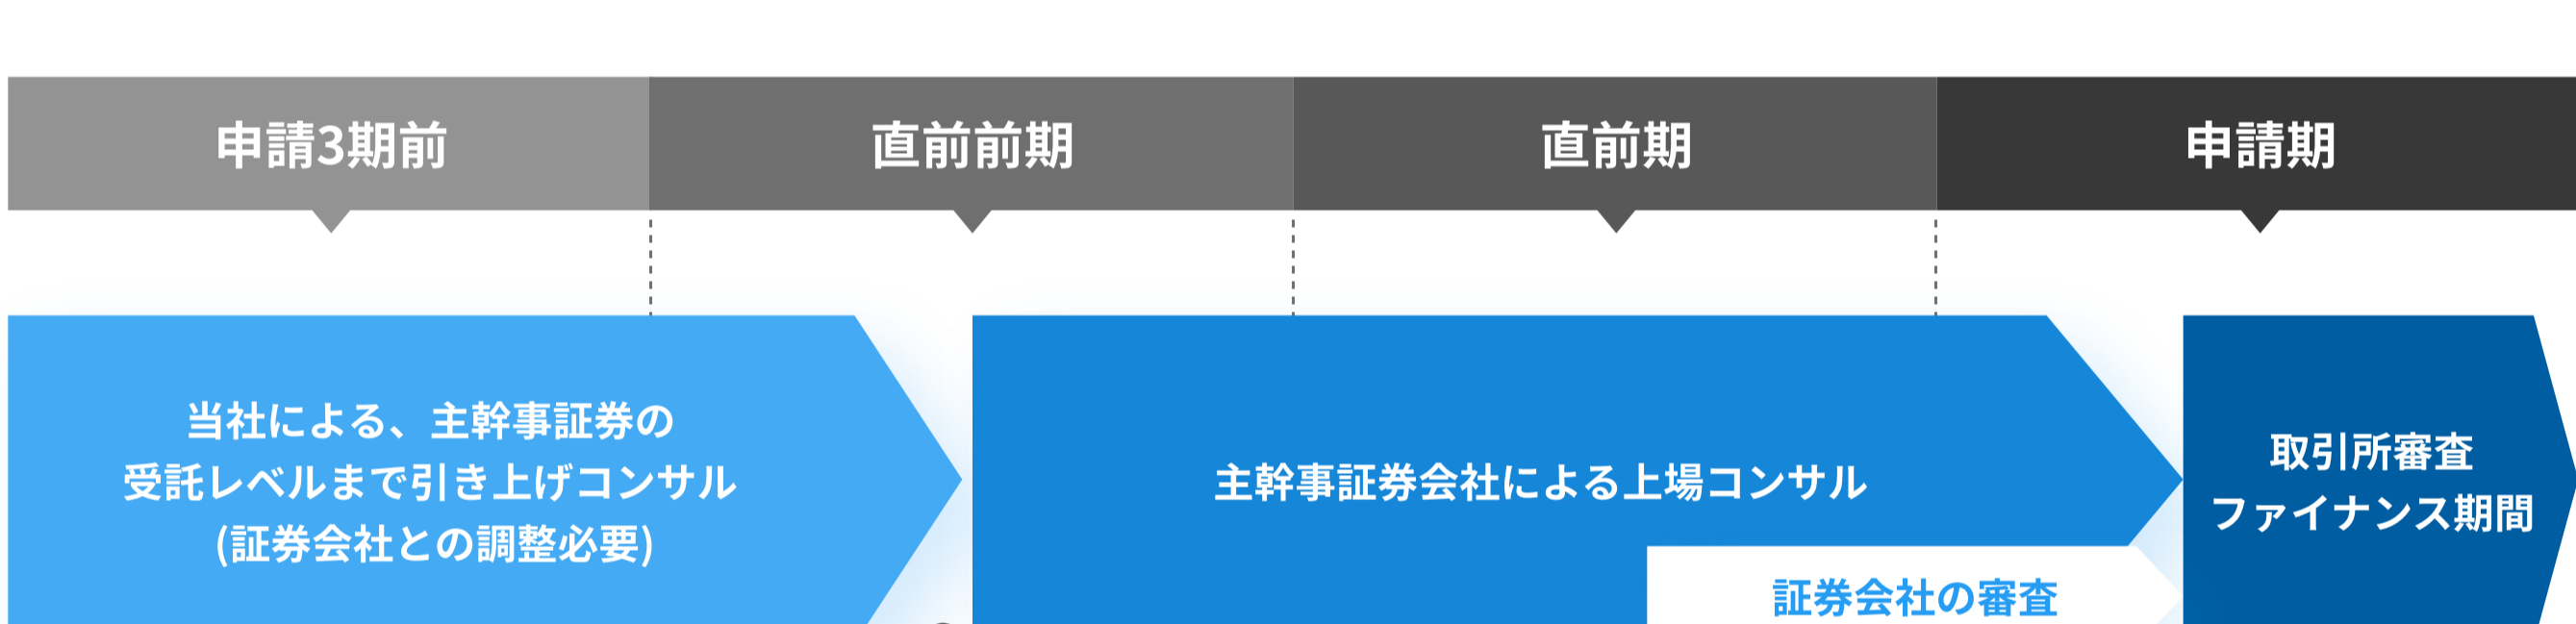 申請3期前
直前前期
直前期
申請期
当社による、主幹事証券の
受託レベルまで引き上げコンサル
(証券会社との調整必要)
主幹事証券会社による上場コンサル
証券会社の審査
取引所審査
ファイナンス期間